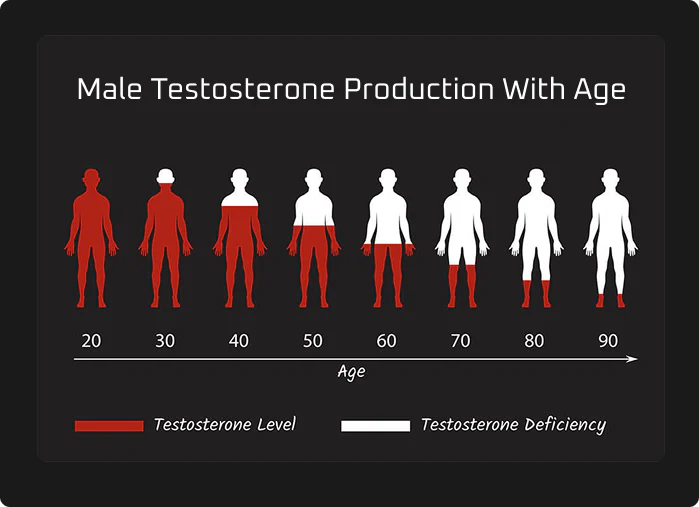 Male Testosterone Production With Age
20 30 40 50 60 70 80 90
Age
Testosterone Level Testosterone Deficiency